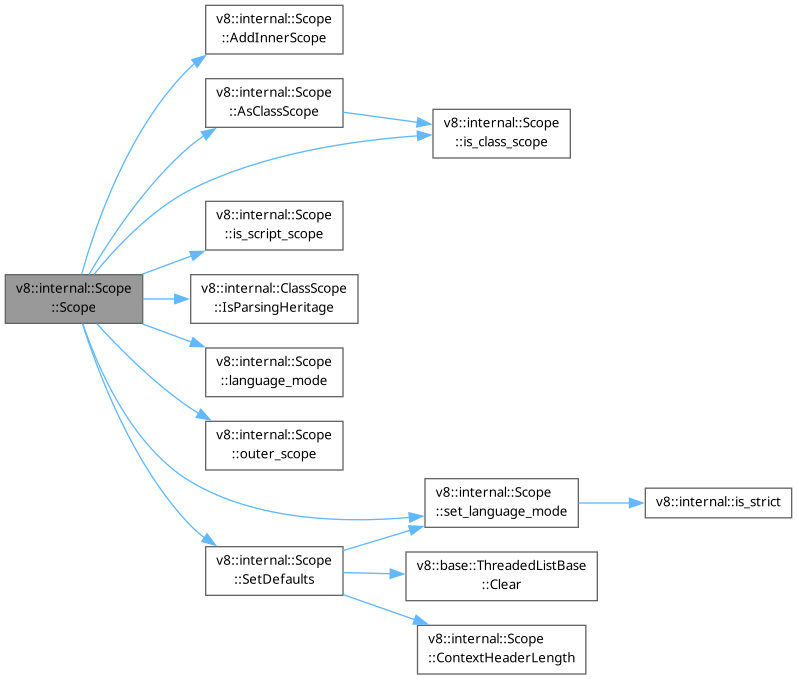 v8::internal::Scope
::AddInnerScope
v8::internal::Scope
::AsClassScope
v8::internal::Scope
::is_class_scope
v8::internal::Scope
::is_script_scope
v8::internal::Scope
::Scope
v8::internal::ClassScope
::IsParsingHeritage
v8::internal::Scope
::language_mode
v8::internal::Scope
::outer_scope
v8::internal::Scope
::set_language_mode
v8::internal::is_strict
v8::internal::Scope
::SetDefaults
v8::base::ThreadedListBase
::Clear
v8::internal::Scope
::ContextHeaderLength